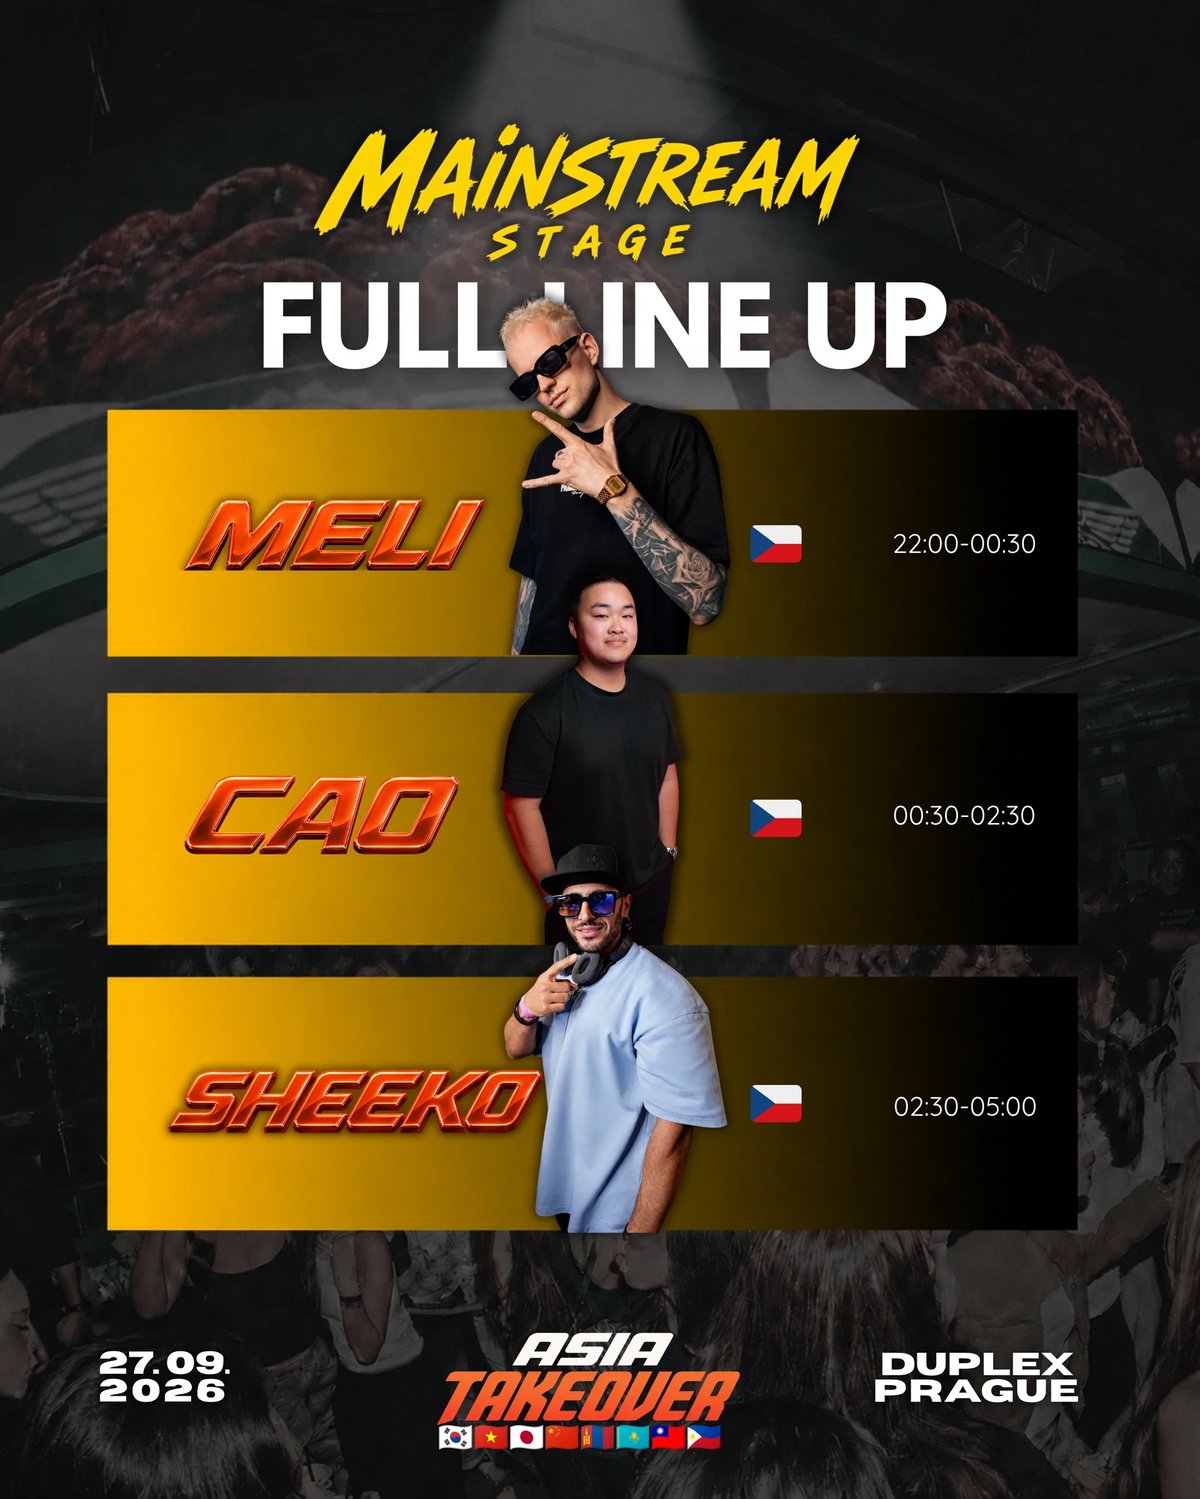 MAINSTREAM
STAGE
FULL LINE UP
MELI
22:00-00:30
CAO
00:30-02:30
SHEEKO
02:30-05:00
27.09.
2026
ASIA
TAKEOVER
DUPLEX
PRAGUE